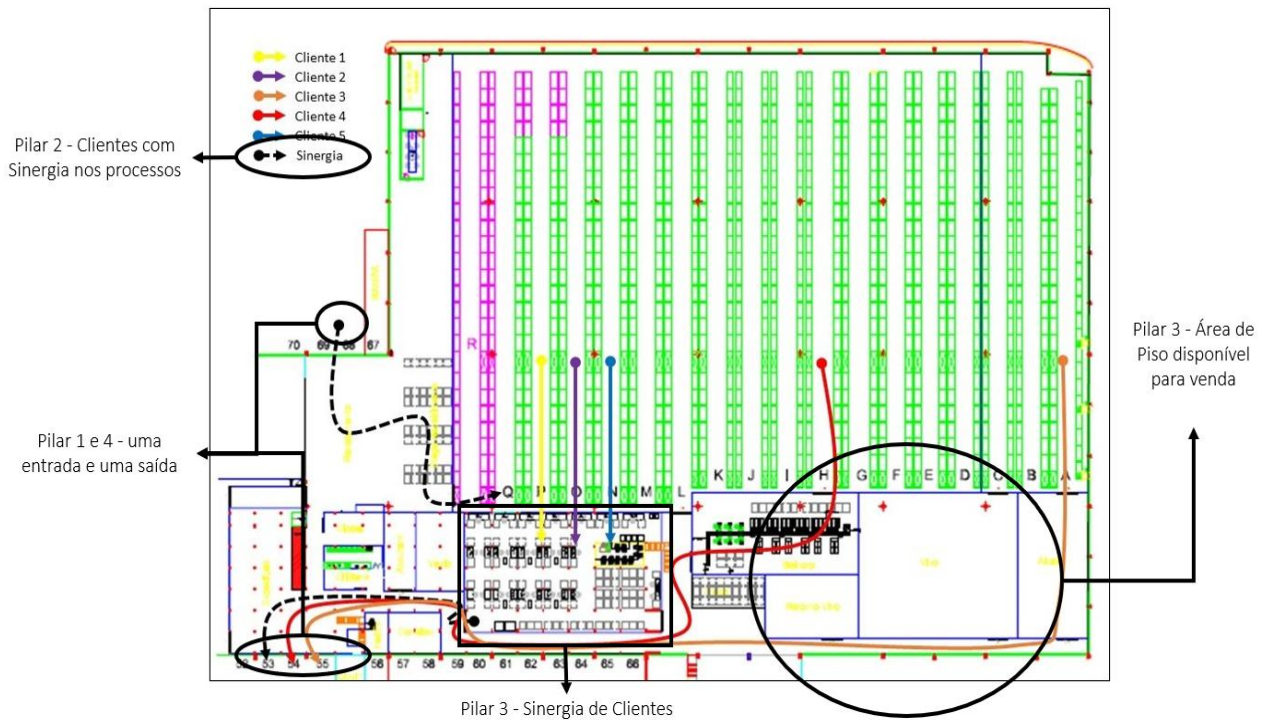 Cliente 1
Cliente 2
Cliente 3
Cliente 4
Cliente 5
Sinergia
Pilar 2 - Clientes com
Sinergia nos processos
Pilar 3 - Área de
Piso disponível
para venda
70 69 68 67
R
Pilar 1 e 4 - uma
entrada e uma saída
Q P O N M L K J I H G F E D C B A
52 53 54 55 56 57 58 59 60 61 62 63 64 65 66
Pilar 3 - Sinergia de Clientes